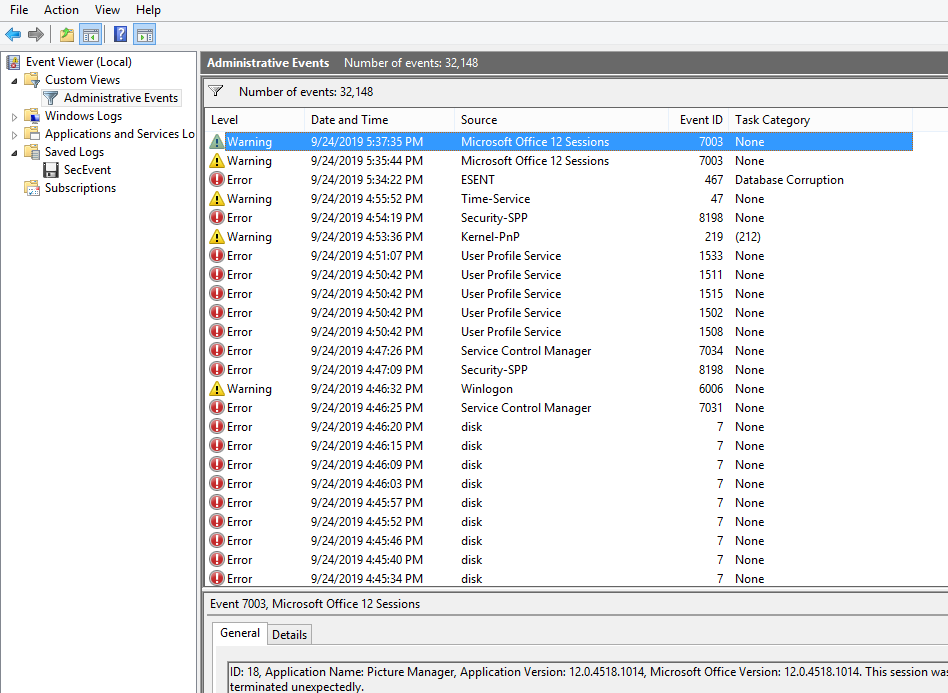 File Action View Help
Event Viewer (Local)
Custom Views
Administrative Events
Windows Logs
Applications and Services Lo
Saved Logs
SecEvent
Subscriptions
Administrative Events Number of events: 32,148
Number of events: 32,148
Level Date and Time Source Event ID Task Category
Warning 9/24/2019 5:37:35 PM Microsoft Office 12 Sessions 7003 None
Warning 9/24/2019 5:35:44 PM Microsoft Office 12 Sessions 7003 None
Error 9/24/2019 5:34:22 PM ESENT 467 Database Corruption
Warning 9/24/2019 4:55:52 PM Time-Service 47 None
Error 9/24/2019 4:54:19 PM Security-SPP 8198 None
Warning 9/24/2019 4:53:36 PM Kernel-PnP 219 (212)
Error 9/24/2019 4:51:07 PM User Profile Service 1533 None
Error 9/24/2019 4:50:42 PM User Profile Service 1511 None
Error 9/24/2019 4:50:42 PM User Profile Service 1515 None
Error 9/24/2019 4:50:42 PM User Profile Service 1502 None
Error 9/24/2019 4:50:42 PM User Profile Service 1508 None
Error 9/24/2019 4:47:26 PM Service Control Manager 7034 None
Error 9/24/2019 4:47:09 PM Security-SPP 8198 None
Warning 9/24/2019 4:46:32 PM Winlogon 6006 None
Error 9/24/2019 4:46:25 PM Service Control Manager 7031 None
Error 9/24/2019 4:46:20 PM disk 7 None
Error 9/24/2019 4:46:15 PM disk 7 None
Error 9/24/2019 4:46:09 PM disk 7 None
Error 9/24/2019 4:46:03 PM disk 7 None
Error 9/24/2019 4:45:57 PM disk 7 None
Error 9/24/2019 4:45:52 PM disk 7 None
Error 9/24/2019 4:45:46 PM disk 7 None
Error 9/24/2019 4:45:40 PM disk 7 None
Error 9/24/2019 4:45:34 PM disk 7 None
Event 7003, Microsoft Office 12 Sessions
General Details
ID: 18, Application Name: Picture Manager, Application Version: 12.0.4518.1014, Microsoft Office Version: 12.0.4518.1014. This session was
terminated unexpectedly.